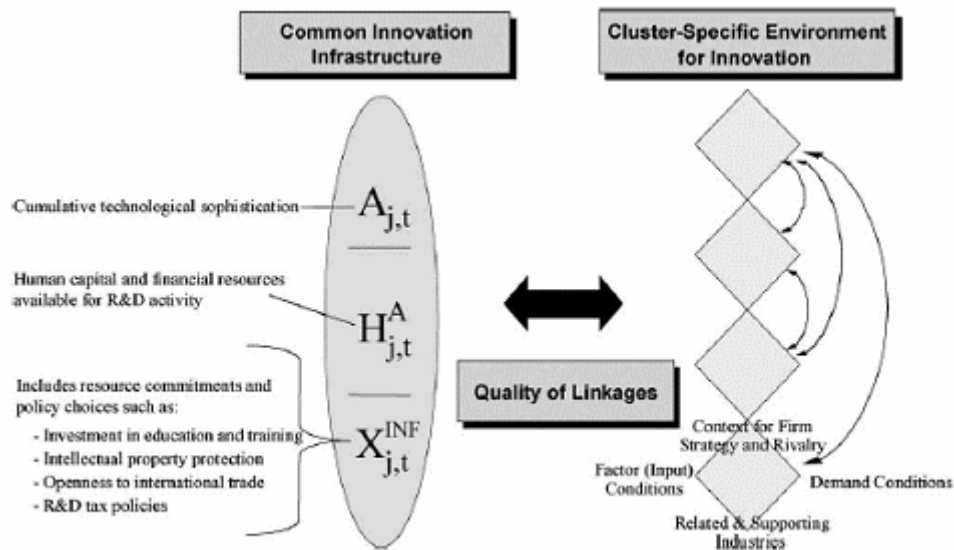 Common Innovation
Infrastructure
Cluster-Specific Environment
for Innovation
Cumulative technological sophistication
A j,t
Human capital and financial resources
available for R&D activity
H A j,t
Includes resource commitments and
policy choices such as:
- Investment in education and training
- Intellectual property protection
- Openness to international trade
- R&D tax policies
X INF j,t
Quality of Linkages
Context for Firm
Strategy and Rivalry
Factor (Input)
Conditions
Demand Conditions
Related & Supporting
Industries